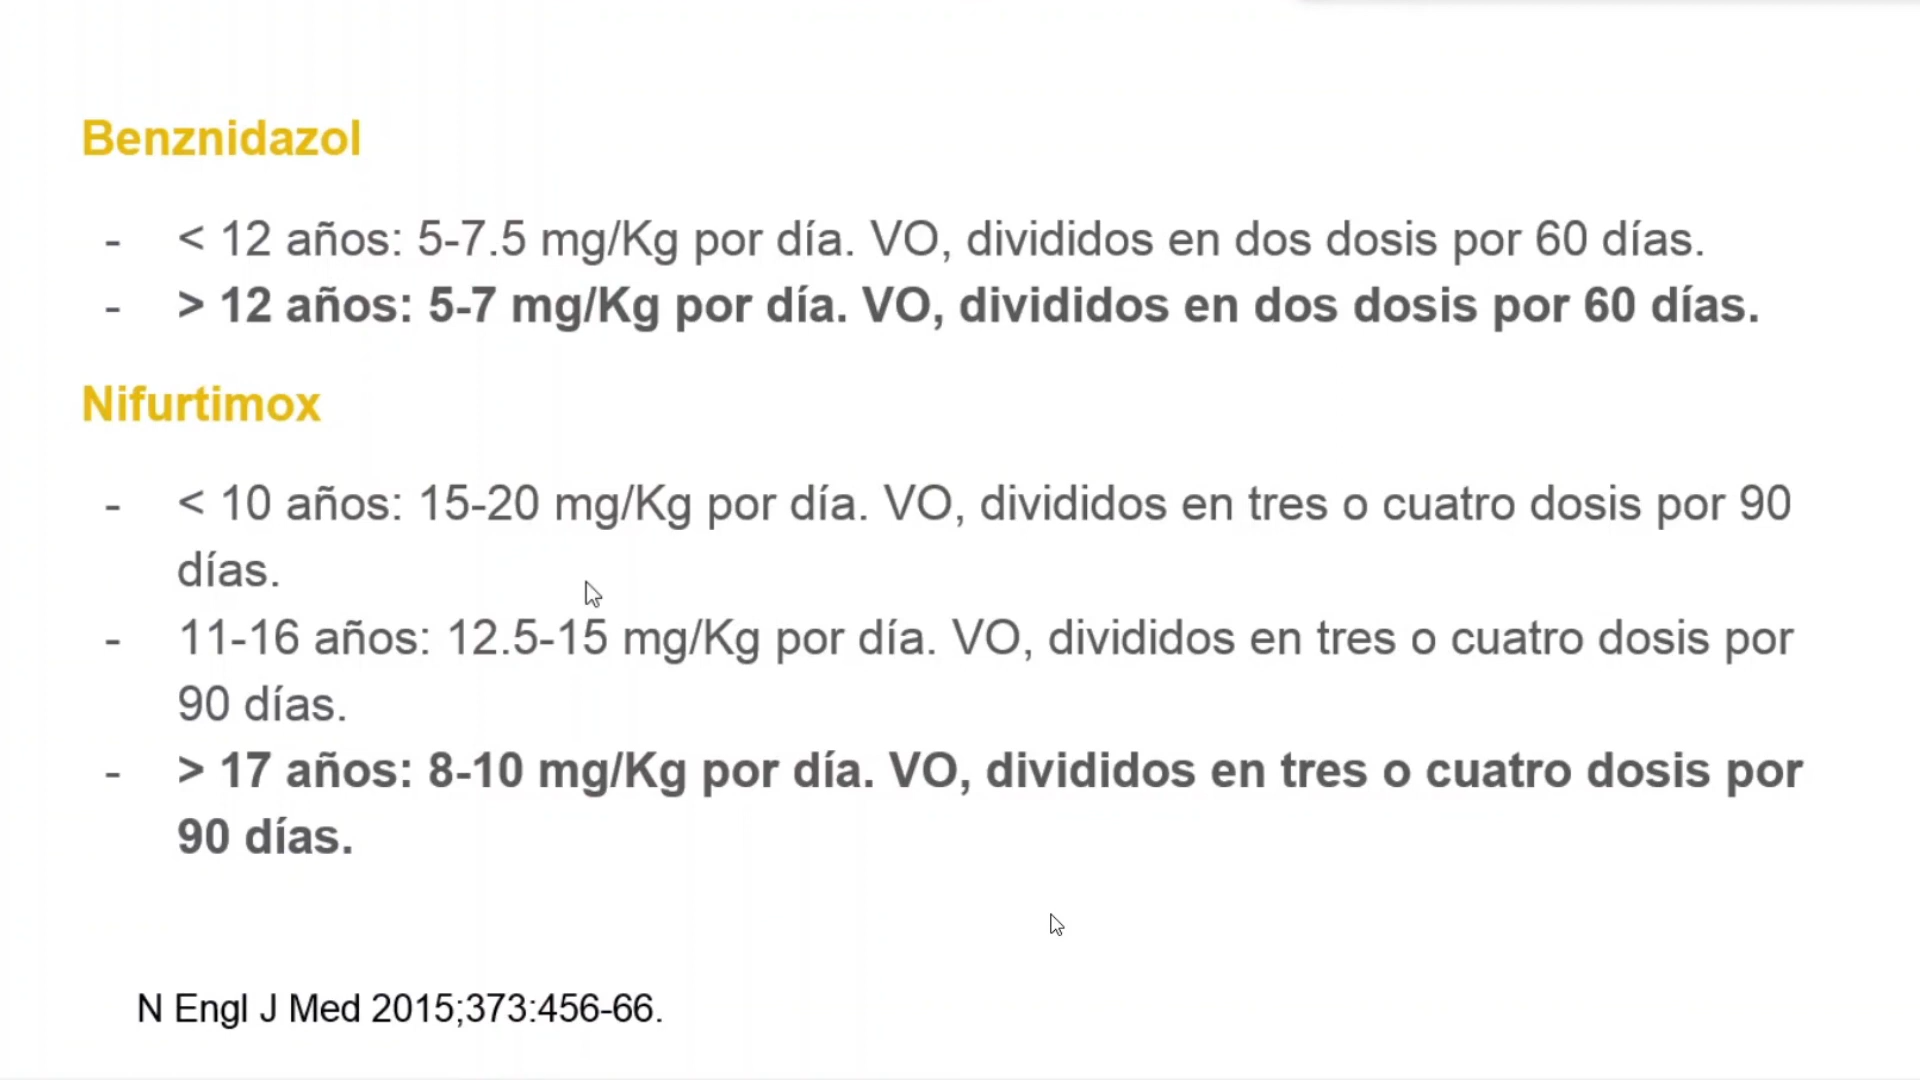 Benznidazol
- < 12 años: 5-7.5 mg/Kg por día. VO, divididos en dos dosis por 60 días.
- > 12 años: 5-7 mg/Kg por día. VO, divididos en dos dosis por 60 días.
Nifurtimox
- < 10 años: 15-20 mg/Kg por día. VO, divididos en tres o cuatro dosis por 90
días.
- 11-16 años: 12.5-15 mg/Kg por día. VO, divididos en tres o cuatro dosis por
90 días.
- > 17 años: 8-10 mg/Kg por día. VO, divididos en tres o cuatro dosis por
90 días.
N Engl J Med 2015;373:456-66.